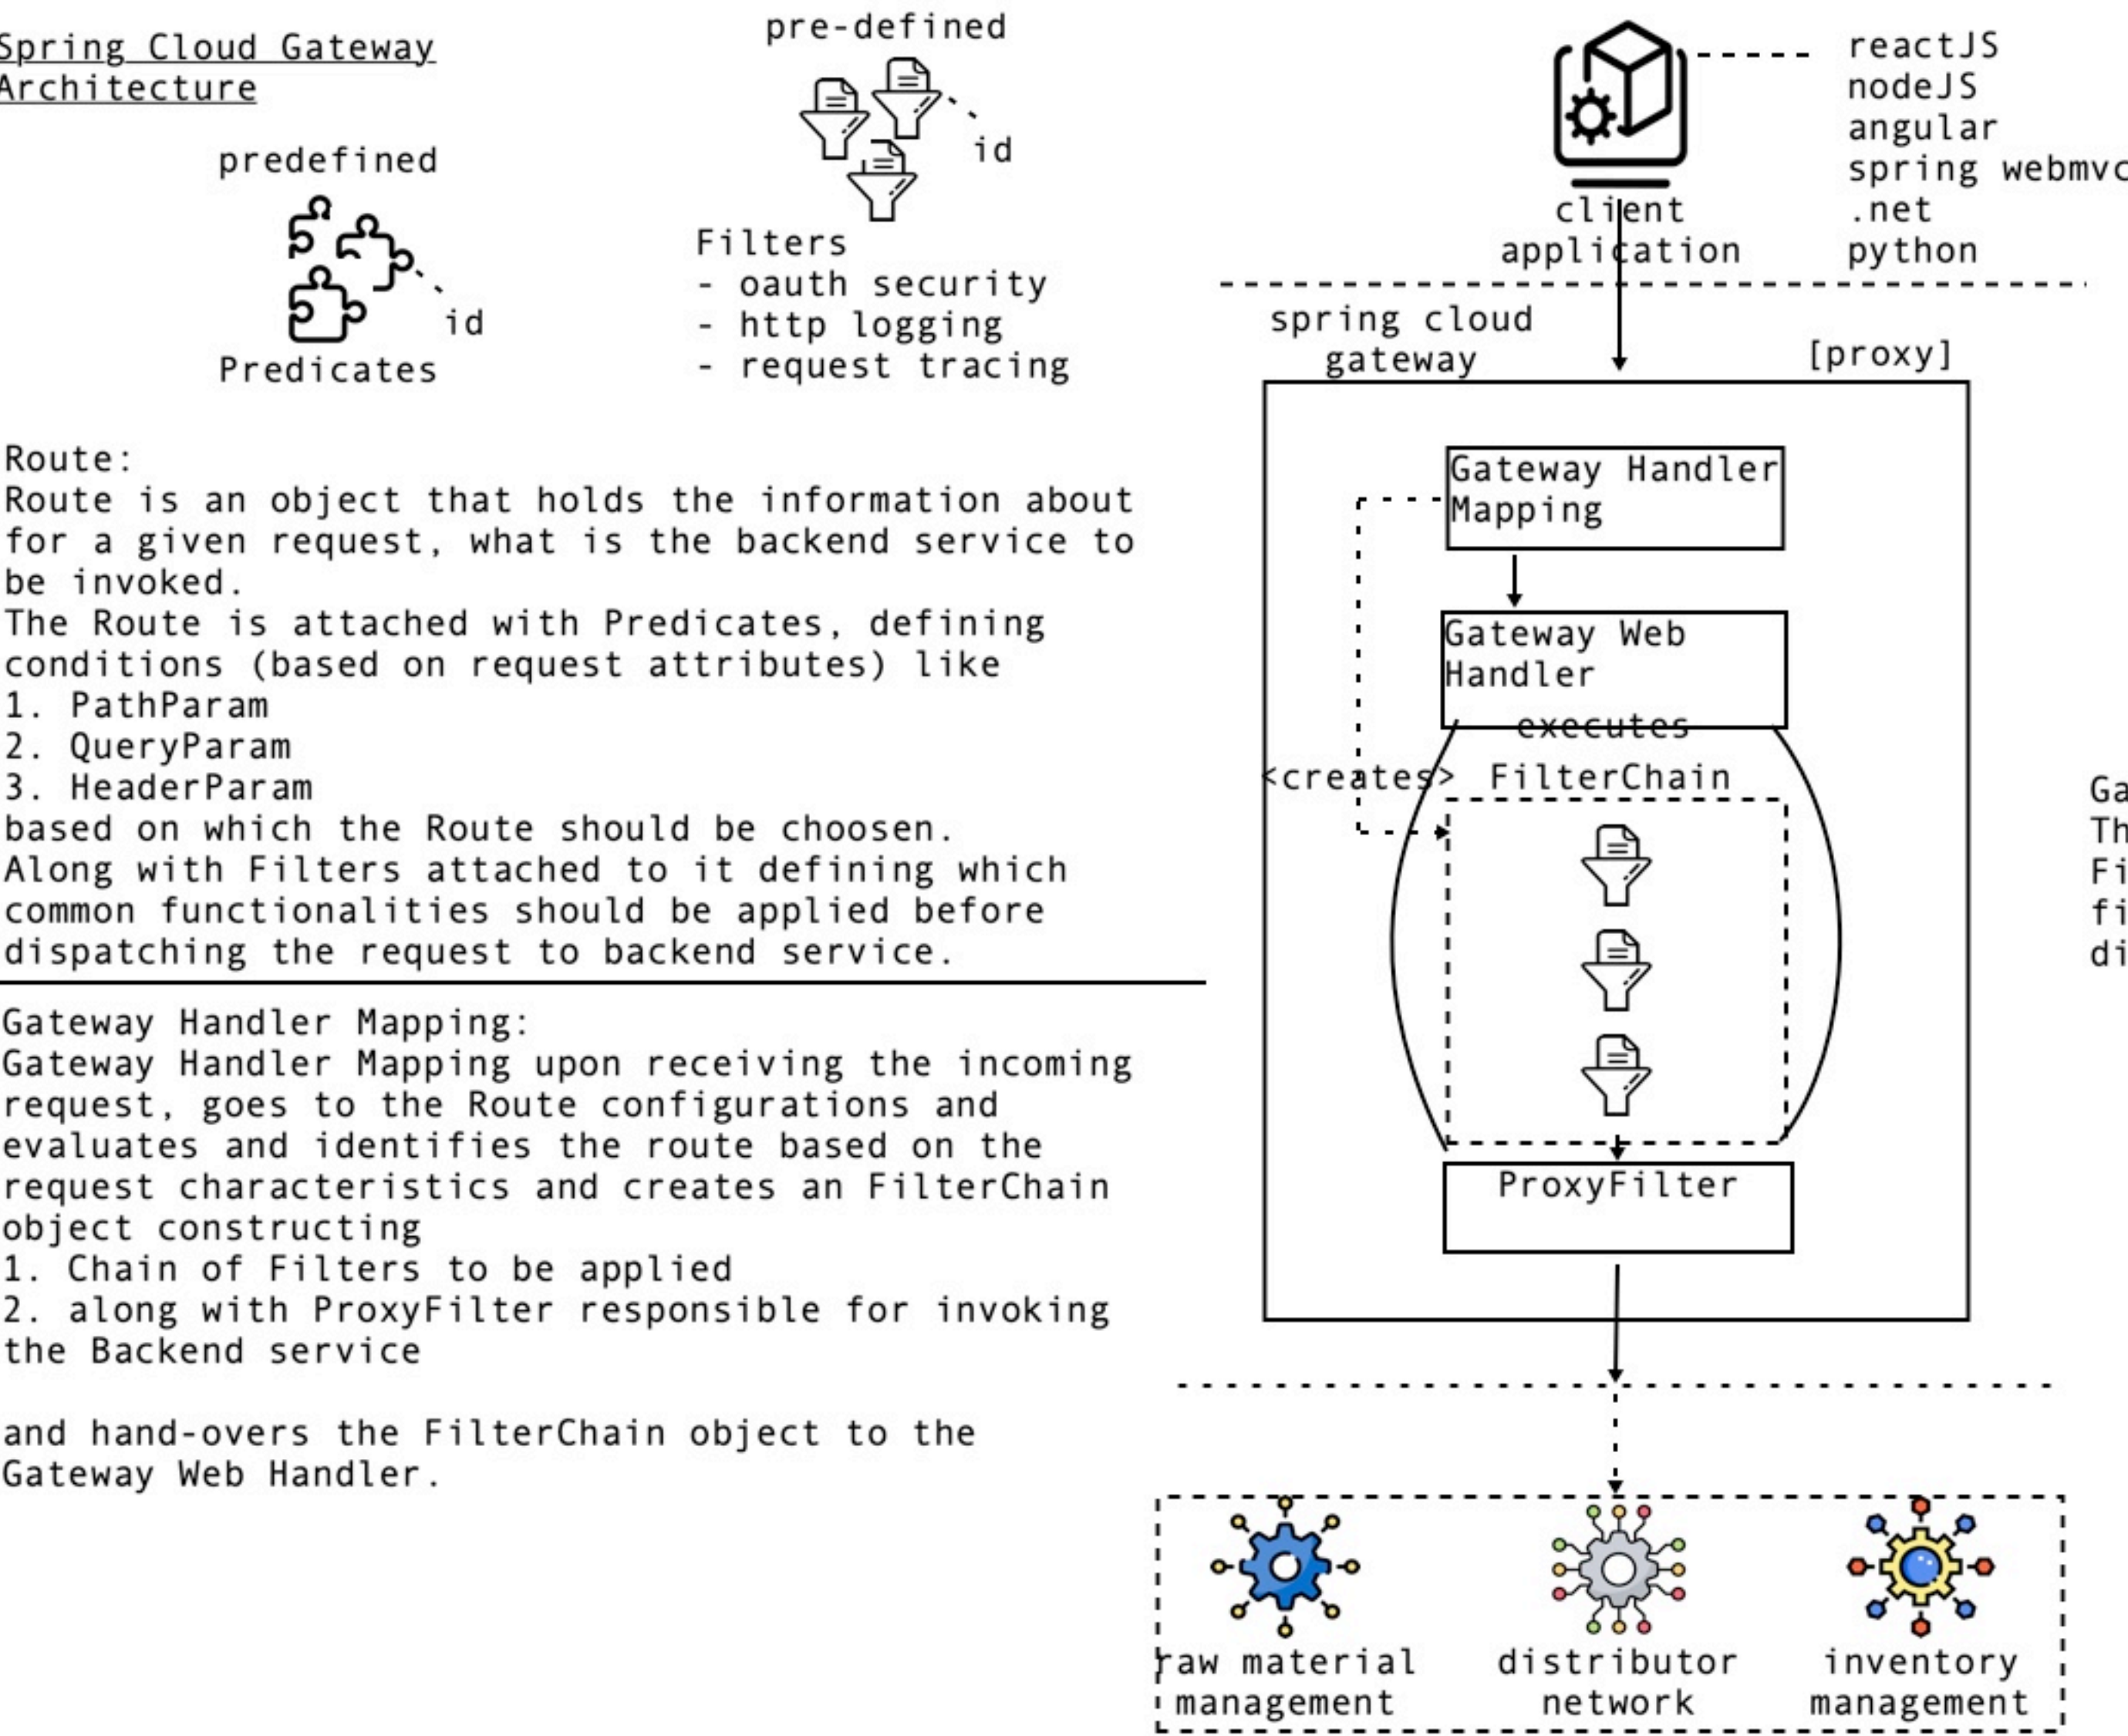 Spring Cloud Gateway
Architecture
predefined
id
Predicates
pre-defined
id
Filters
- oauth security
- http logging
- request tracing
Route:
Route is an object that holds the information about
for a given request, what is the backend service to
be invoked.
The Route is attached with Predicates, defining
conditions (based on request attributes) like
1. PathParam
2. QueryParam
3. HeaderParam
based on which the Route should be choosen.
Along with Filters attached to it defining which
common functionalities should be applied before
dispatching the request to backend service.
Gateway Handler Mapping:
Gateway Handler Mapping upon receiving the incoming
request, goes to the Route configurations and
evaluates and identifies the route based on the
request characteristics and creates an FilterChain
object constructing
1. Chain of Filters to be applied
2. along with ProxyFilter responsible for invoking
the Backend service
and hand-overs the FilterChain object to the
Gateway Web Handler.
client
application
reactJS
nodeJS
angular
spring webmvc
.net
python
spring cloud
gateway
[proxy]
Gateway Handler
Mapping
Gateway Web
Handler
executes
<creates>
FilterChain
ProxyFilter
raw material
management
distributor
network
inventory
management